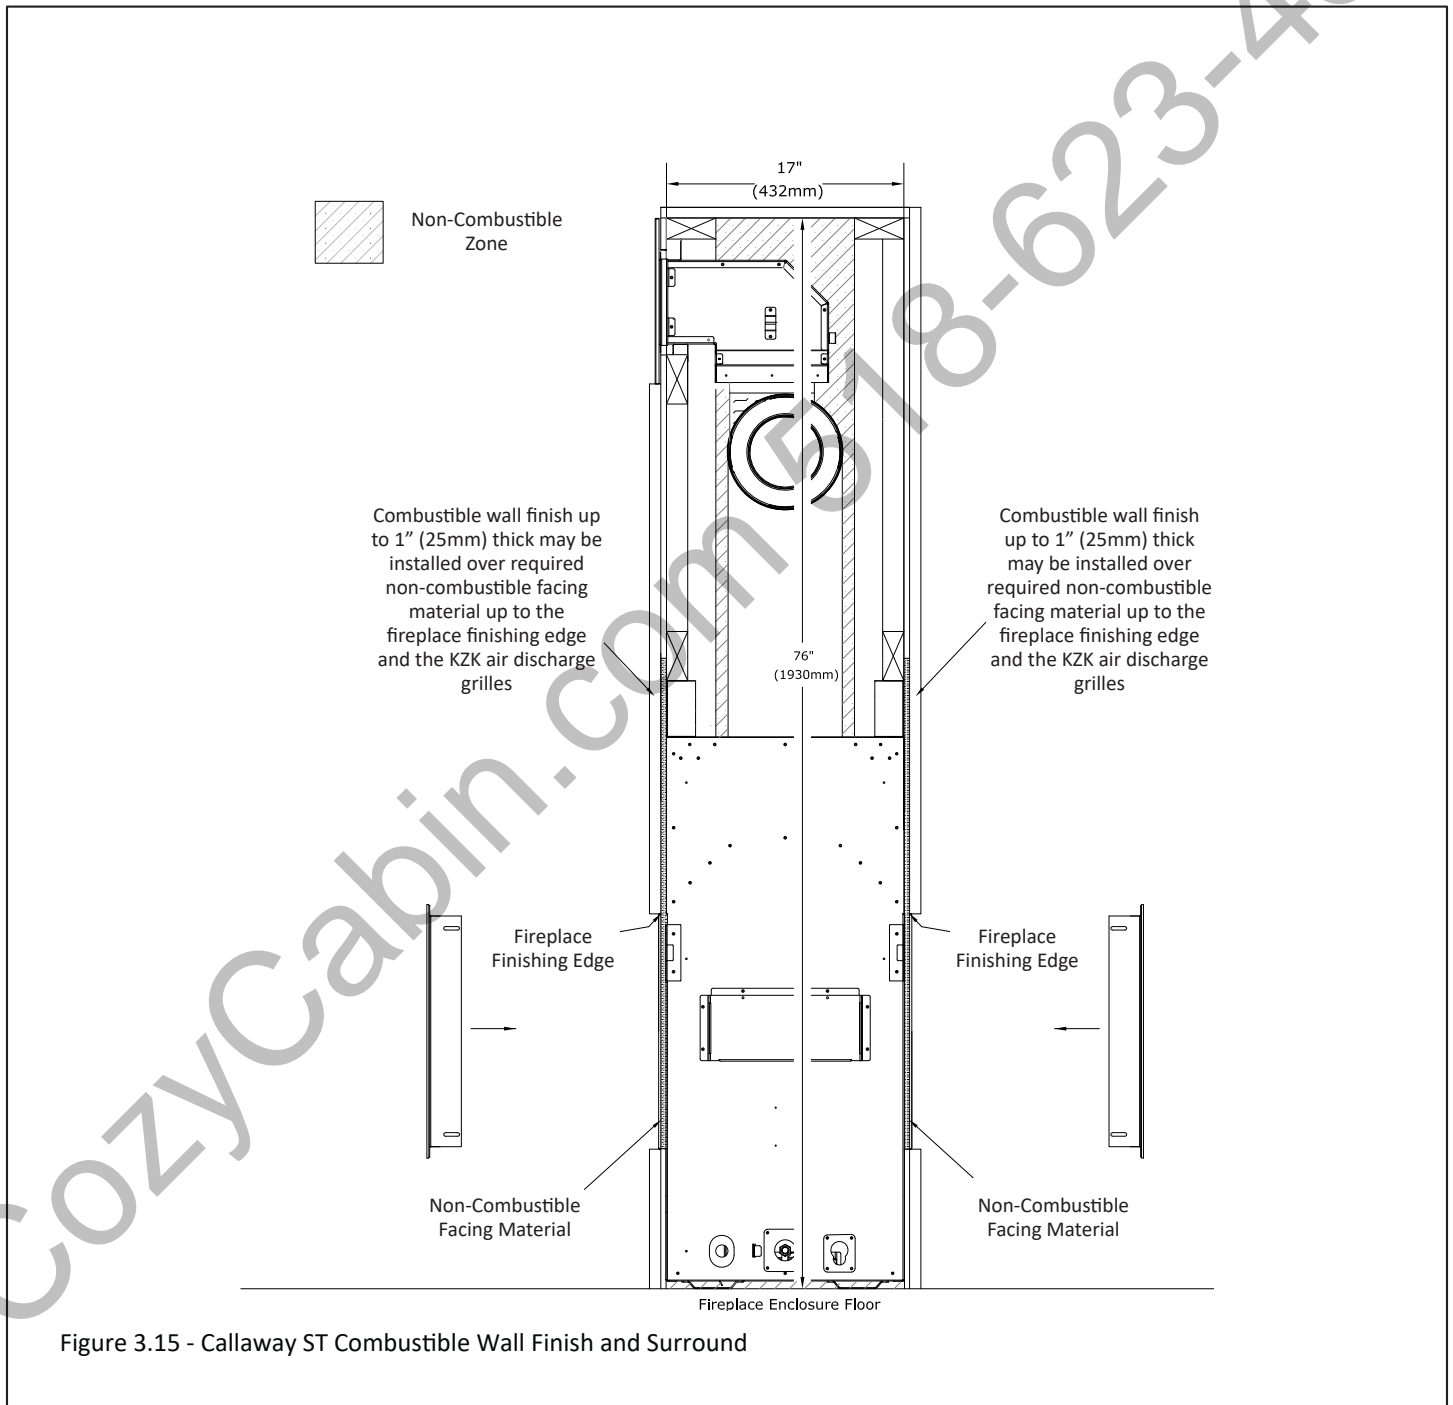 17"
(432mm)
Non-Combustible
Zone
Combustible wall finish up
to 1” (25mm) thick may be
installed over required
non-combustible facing
material up to the
fireplace finishing edge
and the KZK air discharge
grilles
Combustible wall finish
up to 1” (25mm) thick
may be installed over
required non-combustible
facing material up to the
fireplace finishing edge
and the KZK air discharge
grilles
76"
(1930mm)
Fireplace
Finishing Edge
Fireplace
Finishing Edge
Non-Combustible
Facing Material
Non-Combustible
Facing Material
Fireplace Enclosure Floor
Figure 3.15 - Callaway ST Combustible Wall Finish and Surround
CozyCabin.com 518-623-4